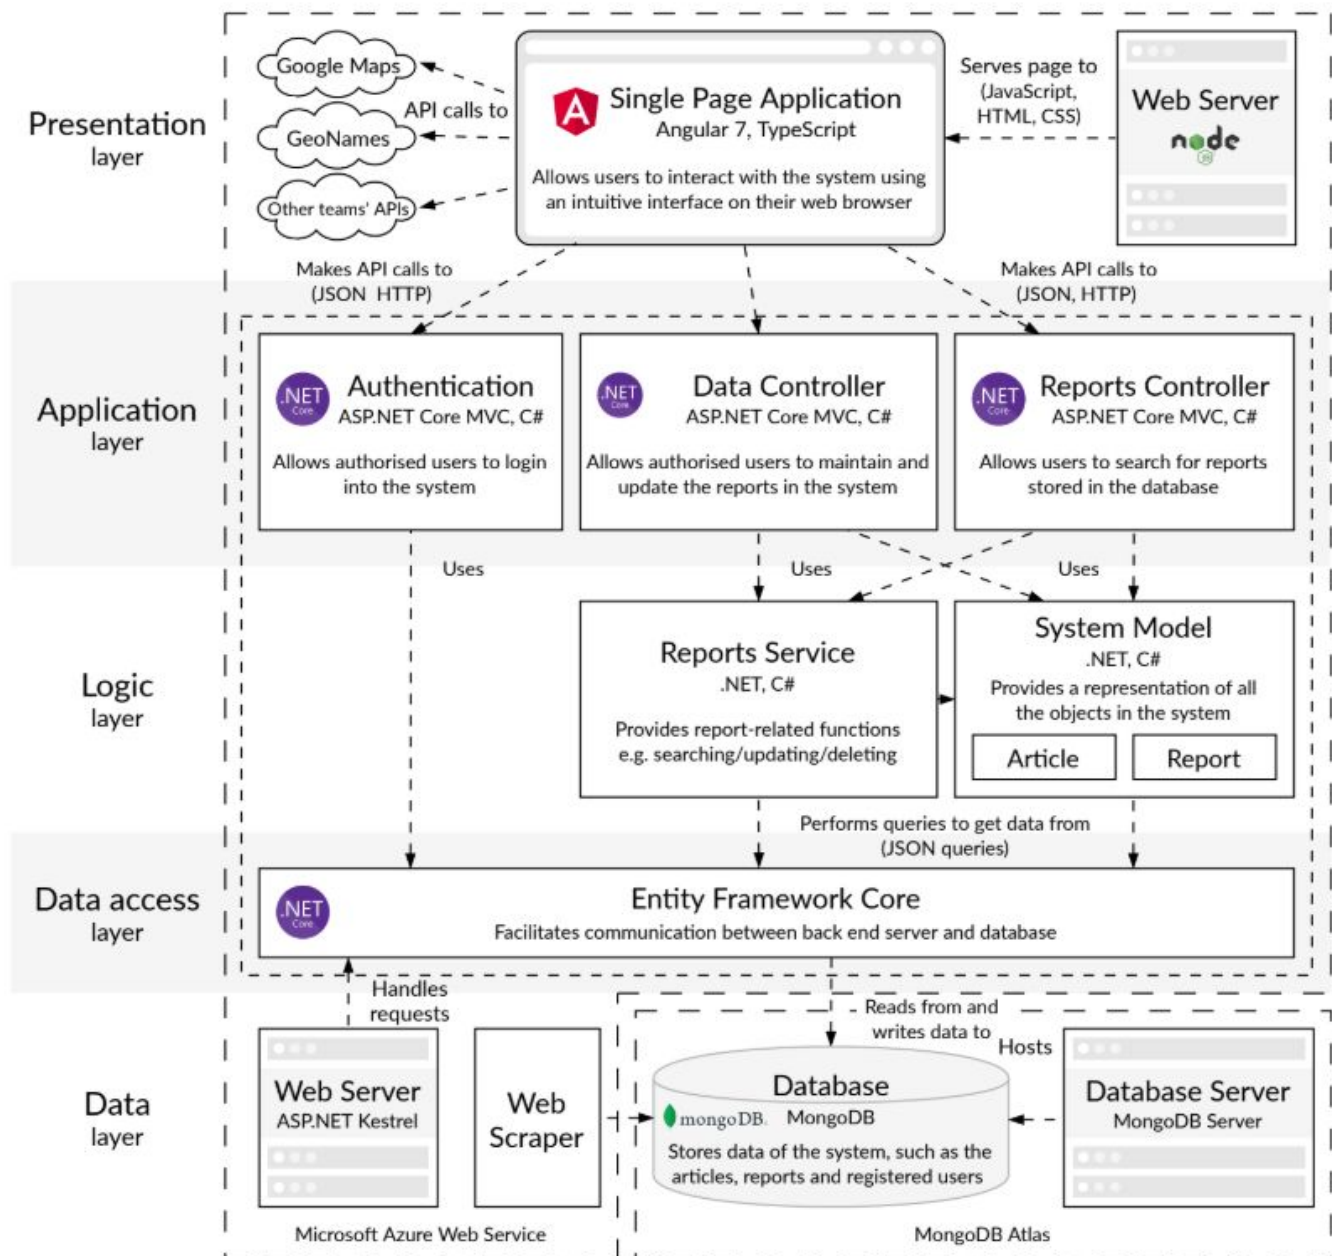 Presentation
layer
Google Maps
GeoNames
Other teams' APIs
API calls to
Single Page Application
Angular 7, TypeScript
Allows users to interact with the system using
an intuitive interface on their web browser
Serves page to
(JavaScript,
HTML, CSS)
Web Server
node
JS
Makes API calls to
(JSON HTTP)
Makes API calls to
(JSON, HTTP)
Application
layer
.NET
Core
Authentication
ASP.NET Core MVC, C#
Allows authorised users to login
into the system
.NET
Core
Data Controller
ASP.NET Core MVC, C#
Allows authorised users to maintain and
update the reports in the system
.NET
Core
Reports Controller
ASP.NET Core MVC, C#
Allows users to search for reports
stored in the database
Uses
Uses
Uses
Logic
layer
Reports Service
.NET, C#
Provides report-related functions
e.g. searching/updating/deleting
System Model
.NET, C#
Provides a representation of all
the objects in the system
Article
Report
Performs queries to get data from
(JSON queries)
Data access
layer
.NET
Core
Entity Framework Core
Facilitates communication between back end server and database
Handles
requests
Reads from and
writes data to
Hosts
Data
layer
Web Server
ASP.NET Kestrel
Web
Scraper
Database
mongoDB.
MongoDB
Stores data of the system, such as the
articles, reports and registered users
Database Server
MongoDB Server
Microsoft Azure Web Service
MongoDB Atlas